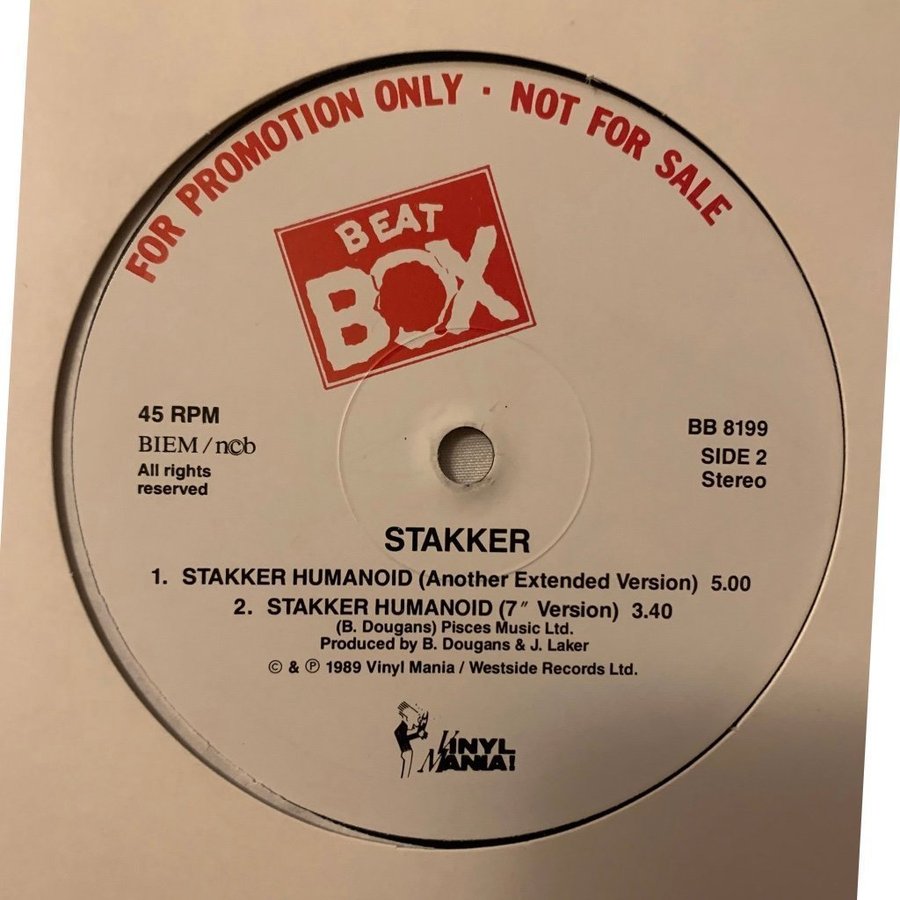 FOR PROMOTION ONLY · NOT FOR SALE
BEAT
BOX
45 RPM
BIEM / ncb
All rights
reserved
BB 8199
SIDE 2
Stereo
STAKKER
1. STAKKER HUMANOID (Another Extended Version) 5.00
2. STAKKER HUMANOID (7″ Version) 3.40
(B. Dougans) Pisces Music Ltd.
Produced by B. Dougans & J. Laker
© & ℗ 1989 Vinyl Mania / Westside Records Ltd.
VINYL
MANIA!